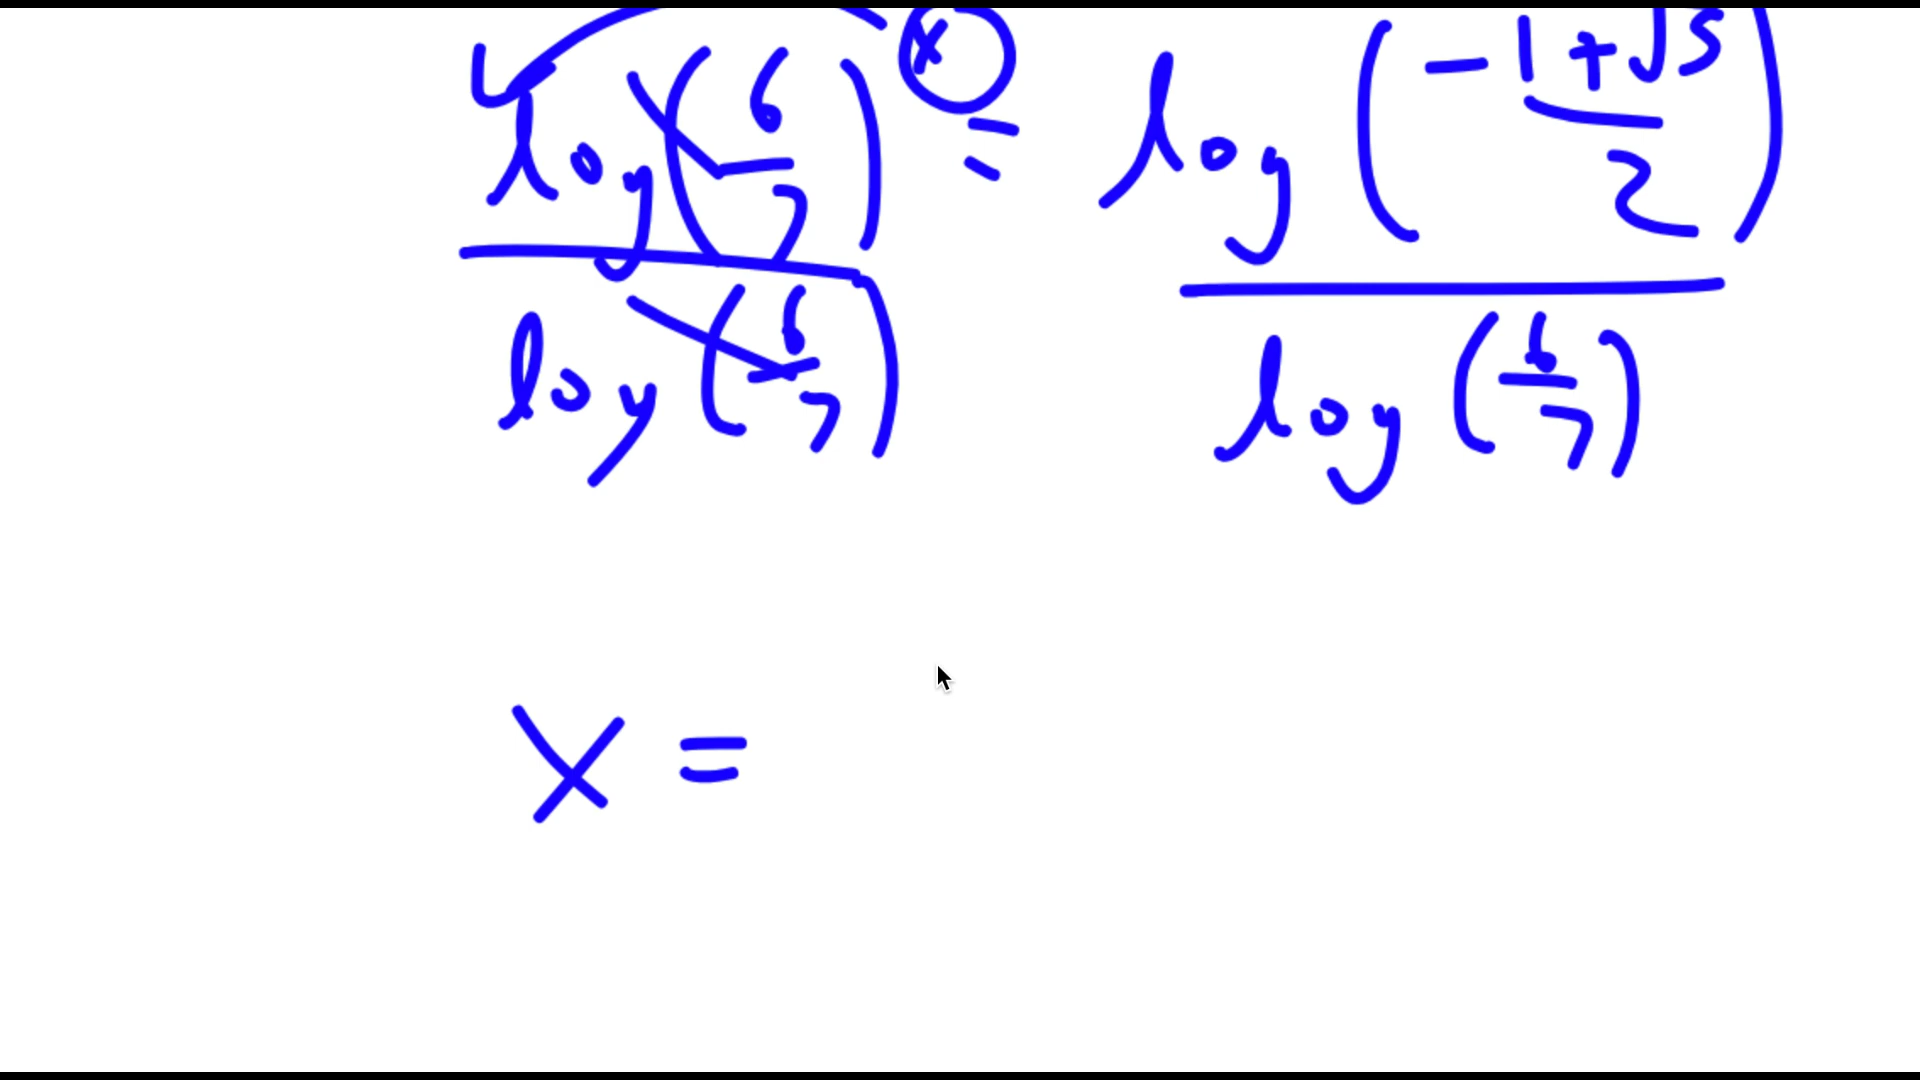 log(6/7)^x / log(6/7) = log((-1+√5)/2) / log(6/7)
x =